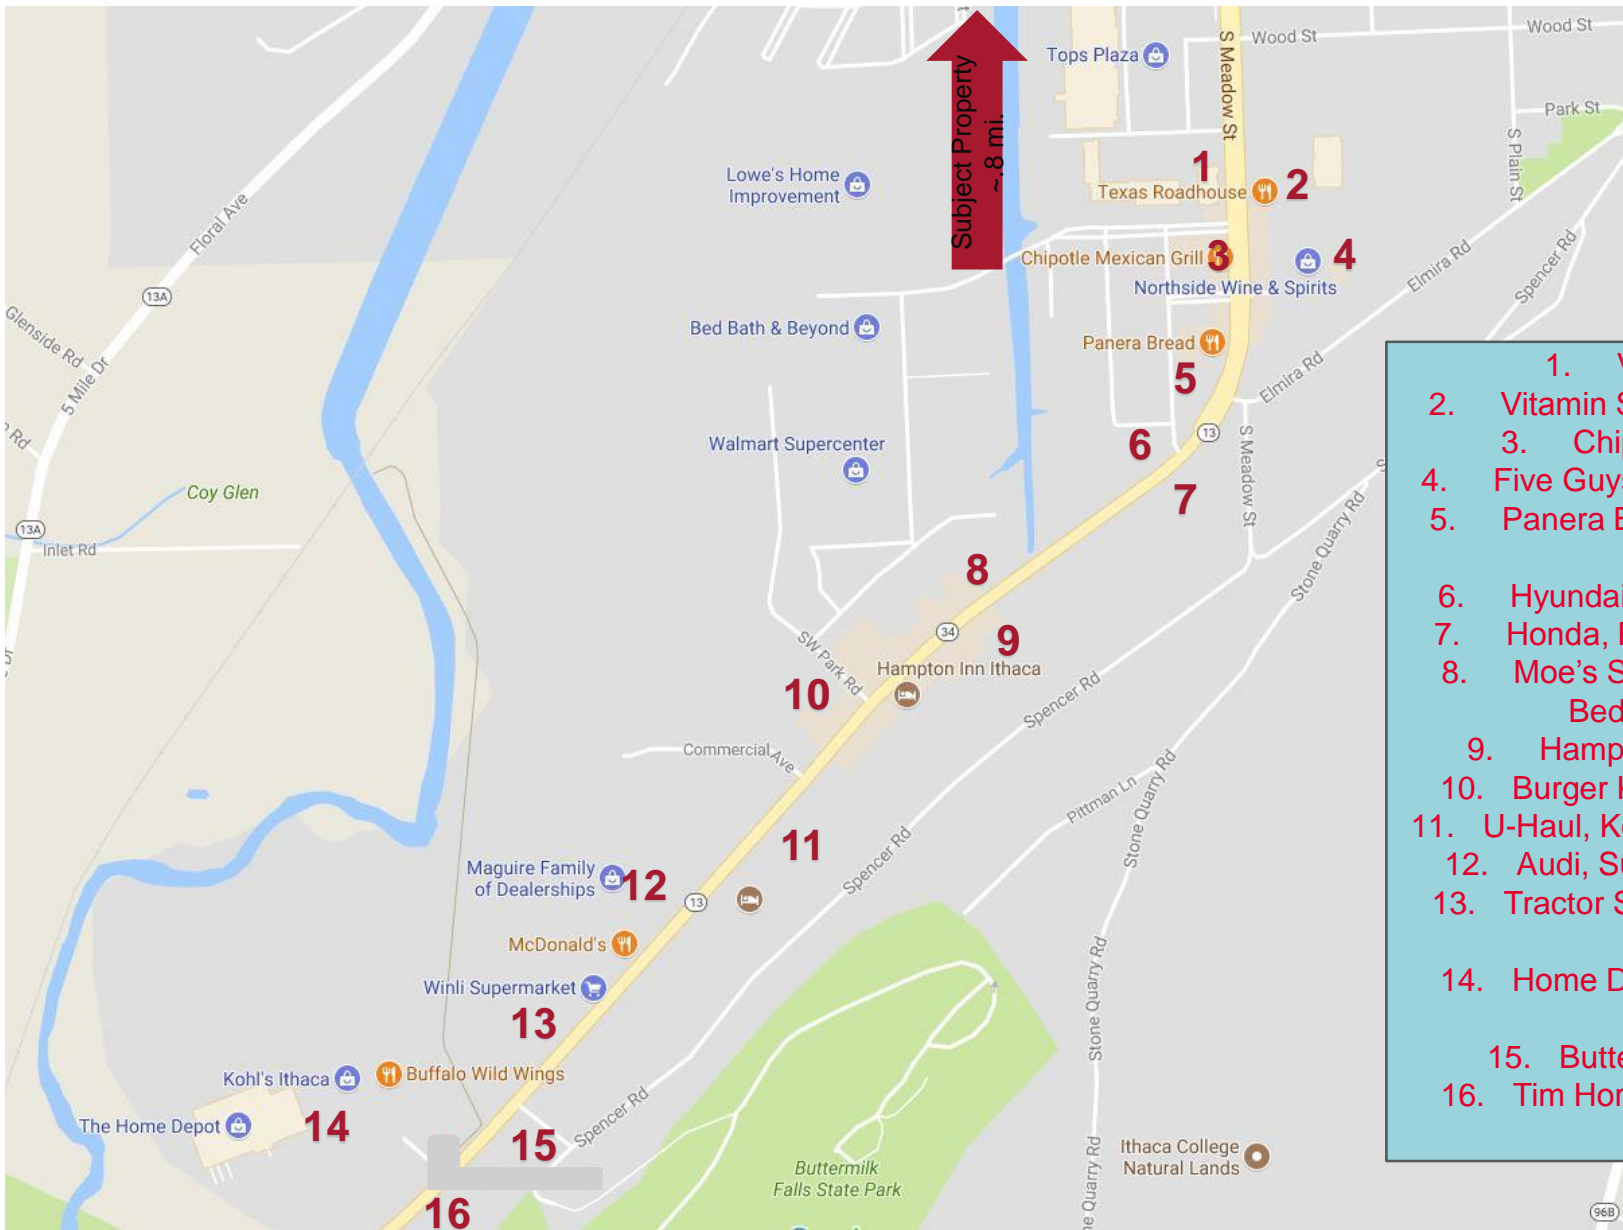 Wood St
Wood St
Tops Plaza
S Meadow St
Park St
S Plain St
Subject Property
~.8 mi.
Floral Ave
Lowe's Home
Improvement
1
Texas Roadhouse
2
Spencer Rd
Elmira Rd
Chipotle Mexican Grill
3
4
Northside Wine & Spirits
13A
Glenside Rd
5 Mile Dr
Bed Bath & Beyond
Panera Bread
5
Elmira Rd
Rd
Walmart Supercenter
6
13
S Meadow St
7
Coy Glen
13A
Inlet Rd
Stone Quarry Rd
8
34
9
SW Park Rd
Hampton Inn Ithaca
10
Spencer Rd
Commercial Ave
Pittman Ln
Stone Quarry Rd
11
Spencer Rd
Maguire Family
of Dealerships
12
13
McDonald's
Winli Supermarket
13
Stone Quarry Rd
Kohl's Ithaca
Buffalo Wild Wings
The Home Depot
14
15
Spencer Rd
16
Buttermilk
Falls State Park
Ithaca College
Natural Lands
Quarry Rd
96B
1. V
2. Vitamin S
3. Chi
4. Five Guys
5. Panera B
6. Hyundai
7. Honda,
8. Moe's S
Bed
9. Hamp
10. Burger
11. U-Haul, Ke
12. Audi, Su
13. Tractor S
14. Home D
15. Butte
16. Tim Hor